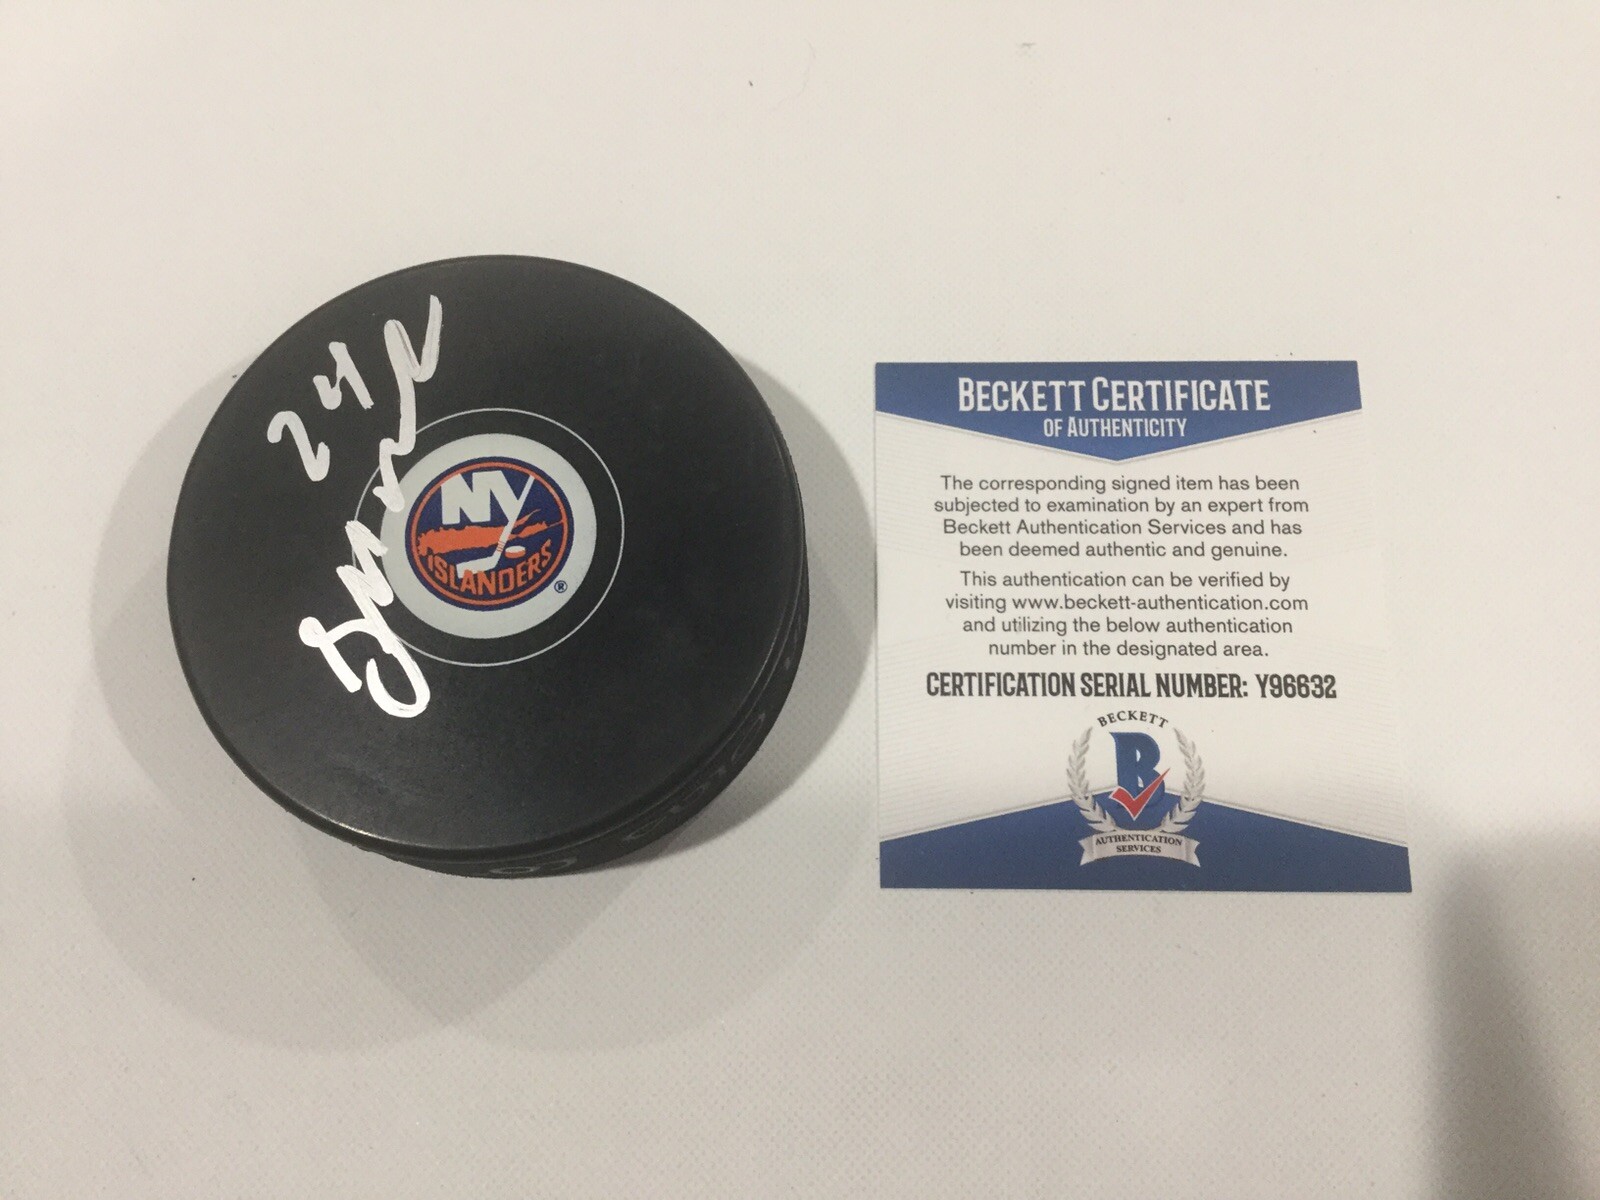 24
NY
ISLANDERS
®
BECKETT CERTIFICATE
OF AUTHENTICITY
The corresponding signed item has been
subjected to examination by an expert from
Beckett Authentication Services and has
been deemed authentic and genuine.
This authentication can be verified by
visiting www.beckett-authentication.com
and utilizing the below authentication
number in the designated area.
CERTIFICATION SERIAL NUMBER: Y96632
BECKETT
B
AUTHENTICATION
SERVICES